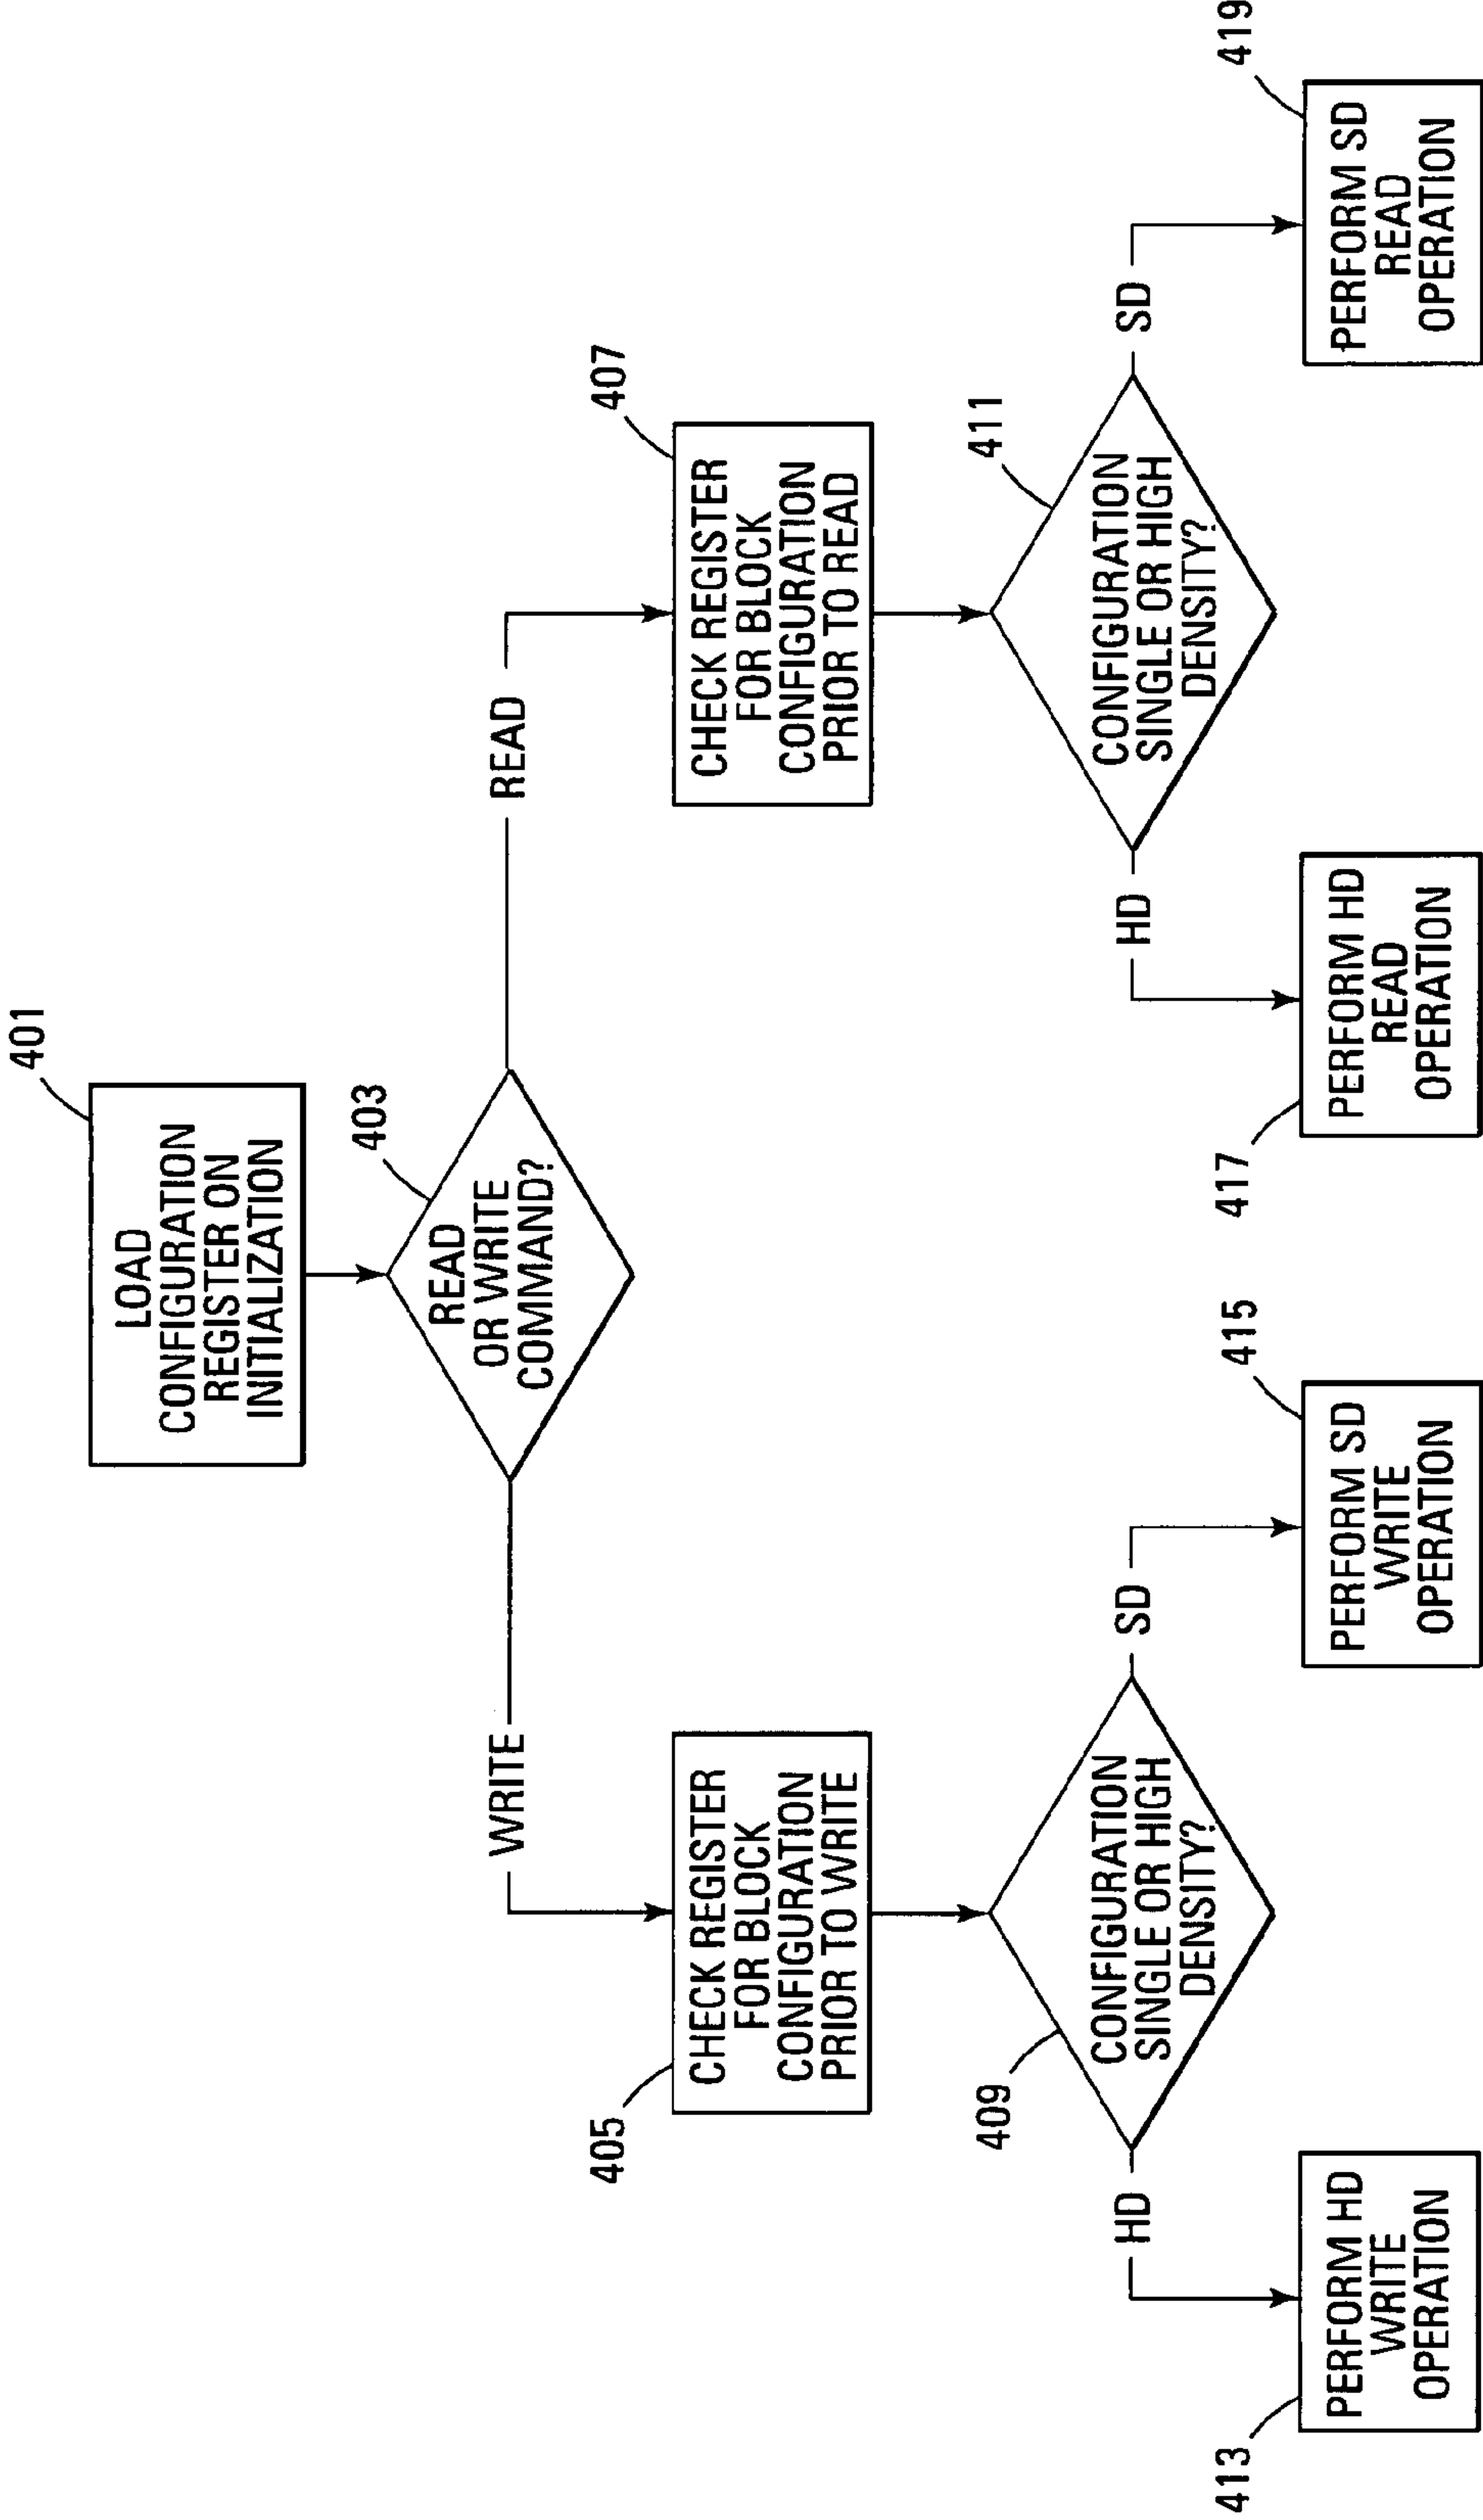 401
LOAD
CONFIGURATION
REGISTER ON
INITIALIZATION
403
READ
OR WRITE
COMMAND?
WRITE
READ
405
CHECK REGISTER
FOR BLOCK
CONFIGURATION
PRIOR TO WRITE
407
CHECK REGISTER
FOR BLOCK
CONFIGURATION
PRIOR TO READ
409
CONFIGURATION
SINGLE OR HIGH
DENSITY?
411
CONFIGURATION
SINGLE OR HIGH
DENSITY?
HD
SD
HD
SD
413
PERFORM HD
WRITE
OPERATION
415
PERFORM SD
WRITE
OPERATION
417
PERFORM HD
READ
OPERATION
419
PERFORM SD
READ
OPERATION